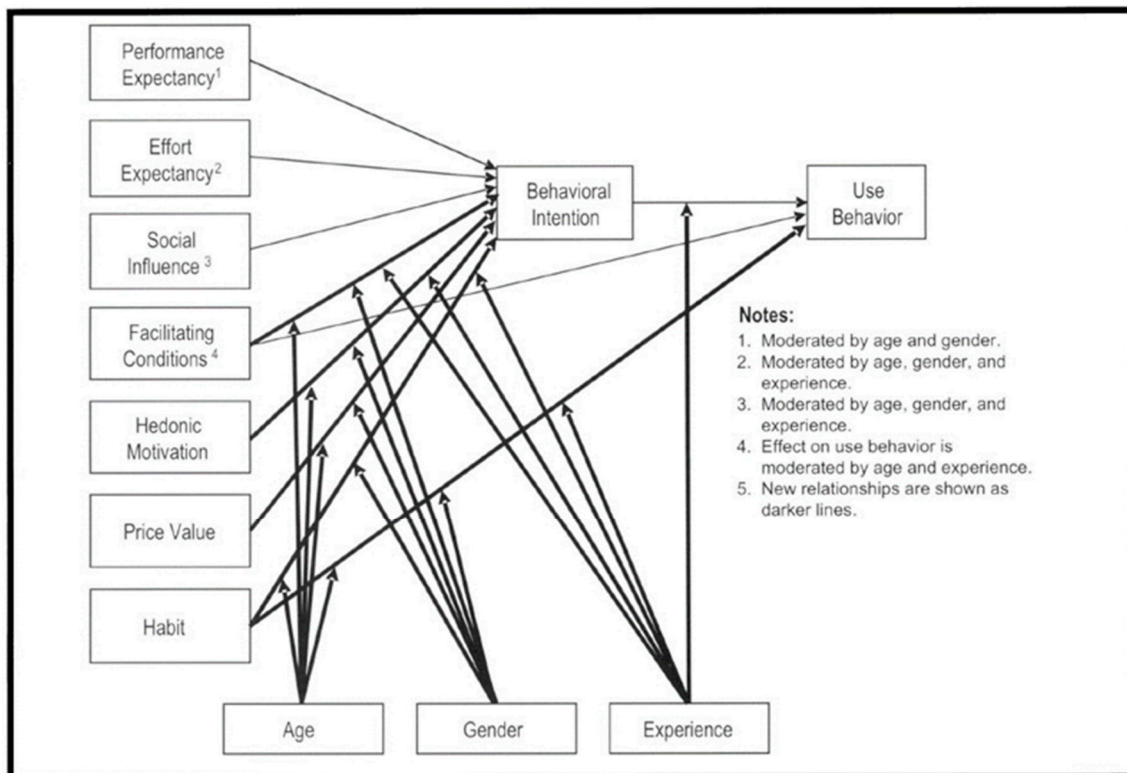 Performance
Expectancy¹
Effort
Expectancy²
Social
Influence ³
Facilitating
Conditions ⁴
Hedonic
Motivation
Price Value
Habit
Behavioral
Intention
Use
Behavior
Notes:
1. Moderated by age and gender.
2. Moderated by age, gender, and
experience.
3. Moderated by age, gender, and
experience.
4. Effect on use behavior is
moderated by age and experience.
5. New relationships are shown as
darker lines.
Age
Gender
Experience